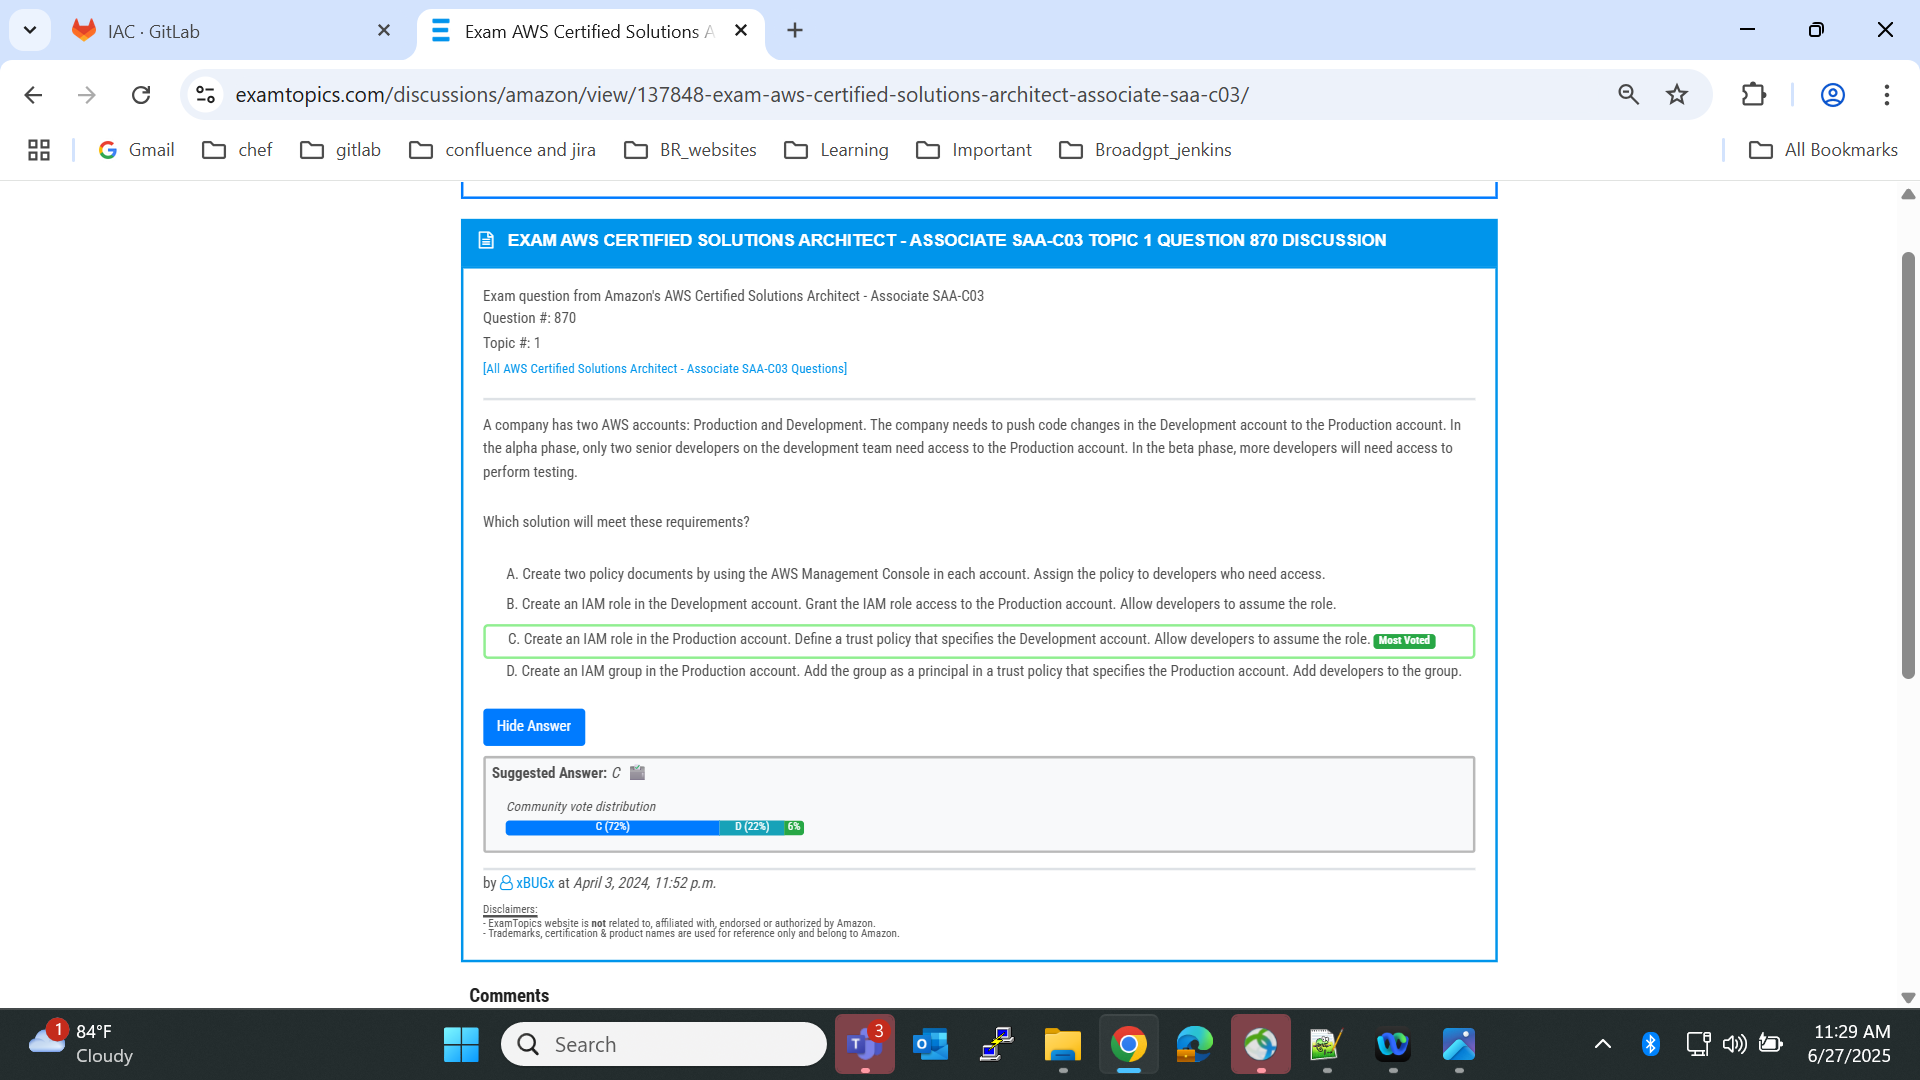 IAC · GitLab
Exam AWS Certified Solutions A
examtopics.com/discussions/amazon/view/137848-exam-aws-certified-solutions-architect-associate-saa-c03/
Gmail
chef
gitlab
confluence and jira
BR_websites
Learning
Important
Broadgpt_jenkins
All Bookmarks
EXAM AWS CERTIFIED SOLUTIONS ARCHITECT - ASSOCIATE SAA-C03 TOPIC 1 QUESTION 870 DISCUSSION
Exam question from Amazon's AWS Certified Solutions Architect - Associate SAA-C03
Question #: 870
Topic #: 1
[All AWS Certified Solutions Architect - Associate SAA-C03 Questions]
A company has two AWS accounts: Production and Development. The company needs to push code changes in the Development account to the Production account. In
the alpha phase, only two senior developers on the development team need access to the Production account. In the beta phase, more developers will need access to
perform testing.
Which solution will meet these requirements?
A. Create two policy documents by using the AWS Management Console in each account. Assign the policy to developers who need access.
B. Create an IAM role in the Development account. Grant the IAM role access to the Production account. Allow developers to assume the role.
C. Create an IAM role in the Production account. Define a trust policy that specifies the Development account. Allow developers to assume the role. Most Voted
D. Create an IAM group in the Production account. Add the group as a principal in a trust policy that specifies the Production account. Add developers to the group.
Hide Answer
Suggested Answer: C
Community vote distribution
C (72%) D (22%) 6%
by xBUGx at April 3, 2024, 11:52 p.m.
Disclaimers:
- ExamTopics website is not related to, affiliated with, endorsed or authorized by Amazon.
- Trademarks, certification & product names are used for reference only and belong to Amazon.
Comments
1
84°F
Cloudy
Search
3
11:29 AM
6/27/2025